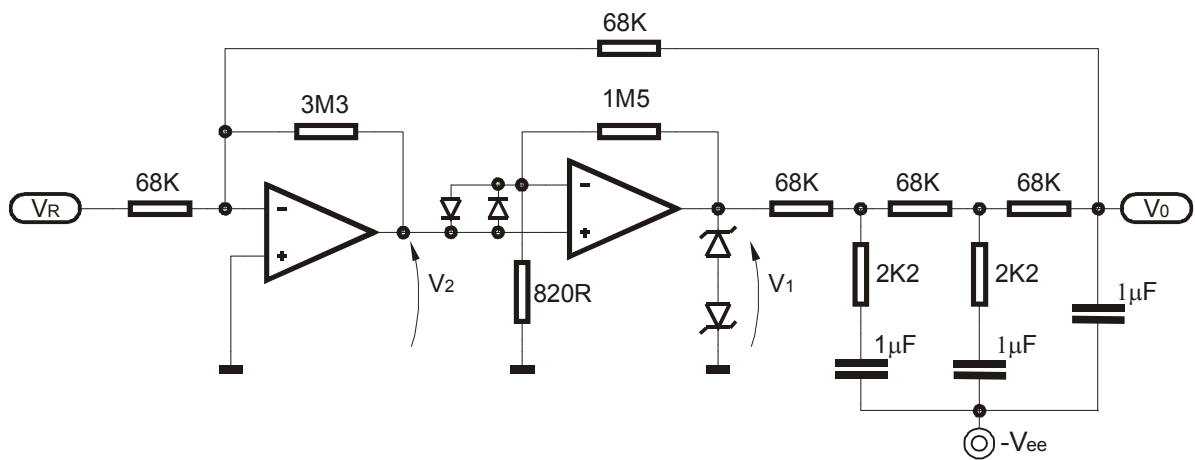 68K
3M3
1M5
68K
68K
68K
68K
VR
V0
-
+
-
+
V2
820R
V1
2K2
2K2
1μF
1μF
1μF
-Vee